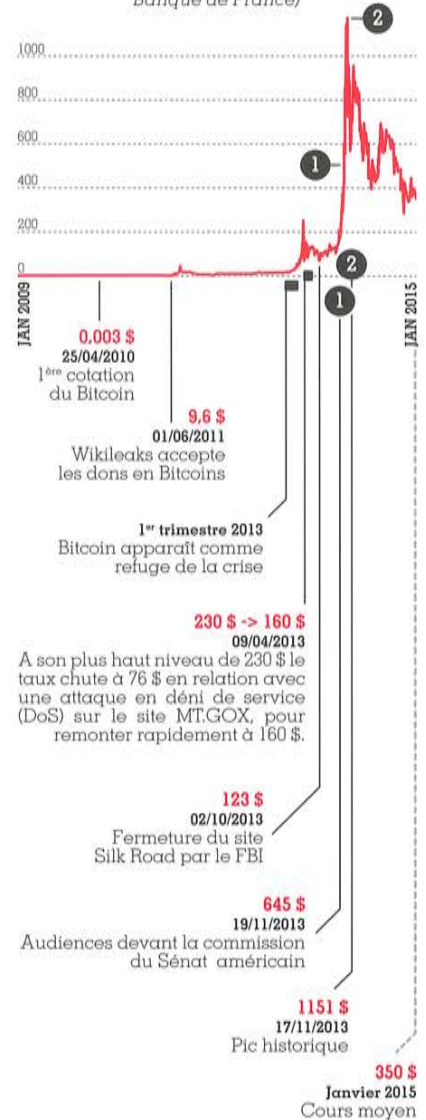 Banque de France)
2
1000
800
600
1
400
200
0
2
1
JAN 2009
JAN 2015
0.003 $
25/04/2010
1ère cotation
du Bitcoin
9,6 $
01/06/2011
Wikileaks accepte
les dons en Bitcoins
1er trimestre 2013
Bitcoin apparaît comme
refuge de la crise
230 $ -> 160 $
09/04/2013
A son plus haut niveau de 230 $ le
taux chute à 76 $ en relation avec
une attaque en déni de service
(DoS) sur le site MT.GOX, pour
remonter rapidement à 160 $.
123 $
02/10/2013
Fermeture du site
Silk Road par le FBI
645 $
19/11/2013
Audiences devant la commission
du Sénat américain
1151 $
17/11/2013
Pic historique
350 $
Janvier 2015
Cours moyen